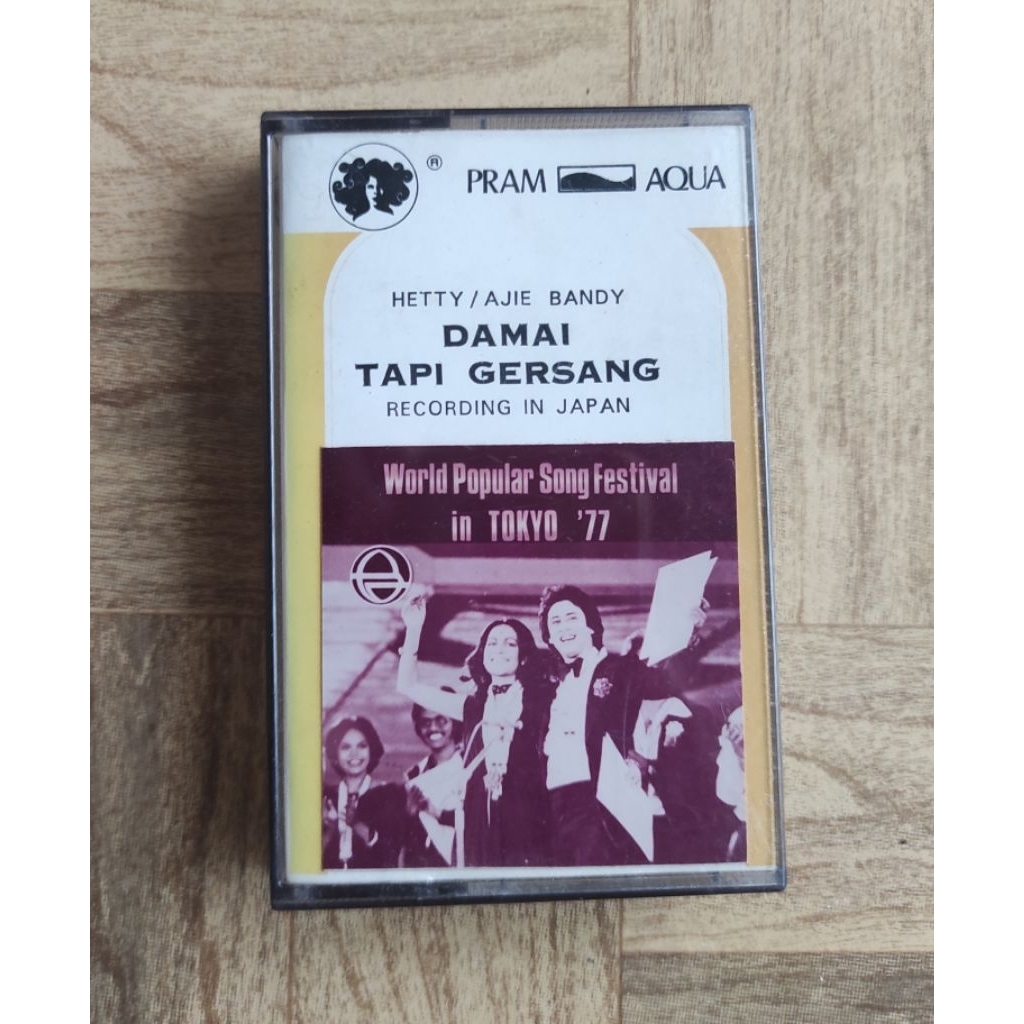 ® PRAM AQUA
HETTY / AJIE BANDY
DAMAI
TAPI GERSANG
RECORDING IN JAPAN
World Popular Song Festival
in TOKYO '77